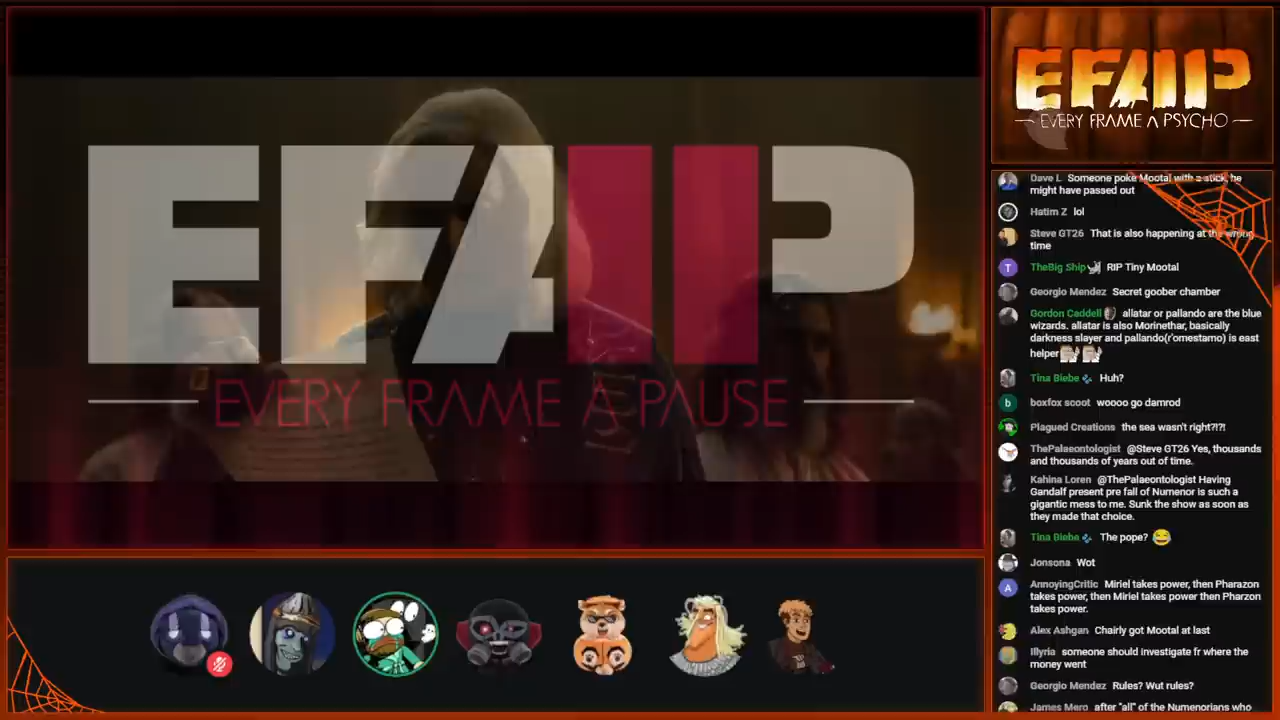 EFAP
EVERY FRAME A PAUSE
EFAP
EVERY FRAME A PSYCHO
Dave L Someone poke Mootal with a stick, he
might have passed out
Hatim Z lol
Steve GT26 That is also happening at the wrong
time
T
TheBig Ship RIP Tiny Mootal
Georgio Mendez Secret goober chamber
Gordon Caddell allatar or pallando are the blue
wizards. allatar is also Morinethar, basically
darkness slayer and pallando(r'omestamo) is east
helper
Tina Biebe Huh?
b
boxfox scoot woooo go damrod
Plagued Creations the sea wasn't right?!?!
ThePalaeontologist @Steve GT26 Yes, thousands
and thousands of years out of time.
Kahina Loren @ThePalaeontologist Having
Gandalf present pre fall of Numenor is such a
gigantic mess to me. Sunk the show as soon as
they made that choice.
Tina Biebe The pope? 😂
Jonsona Wot
A
AnnoyingCritic Miriel takes power, then Pharazon
takes power, then Miriel takes power then Pharzon
takes power.
Alex Ashgan Chairly got Mootal at last
Illyria someone should investigate fr where the
money went
Georgio Mendez Rules? Wut rules?
James Mero after "all" of the Numenorians who